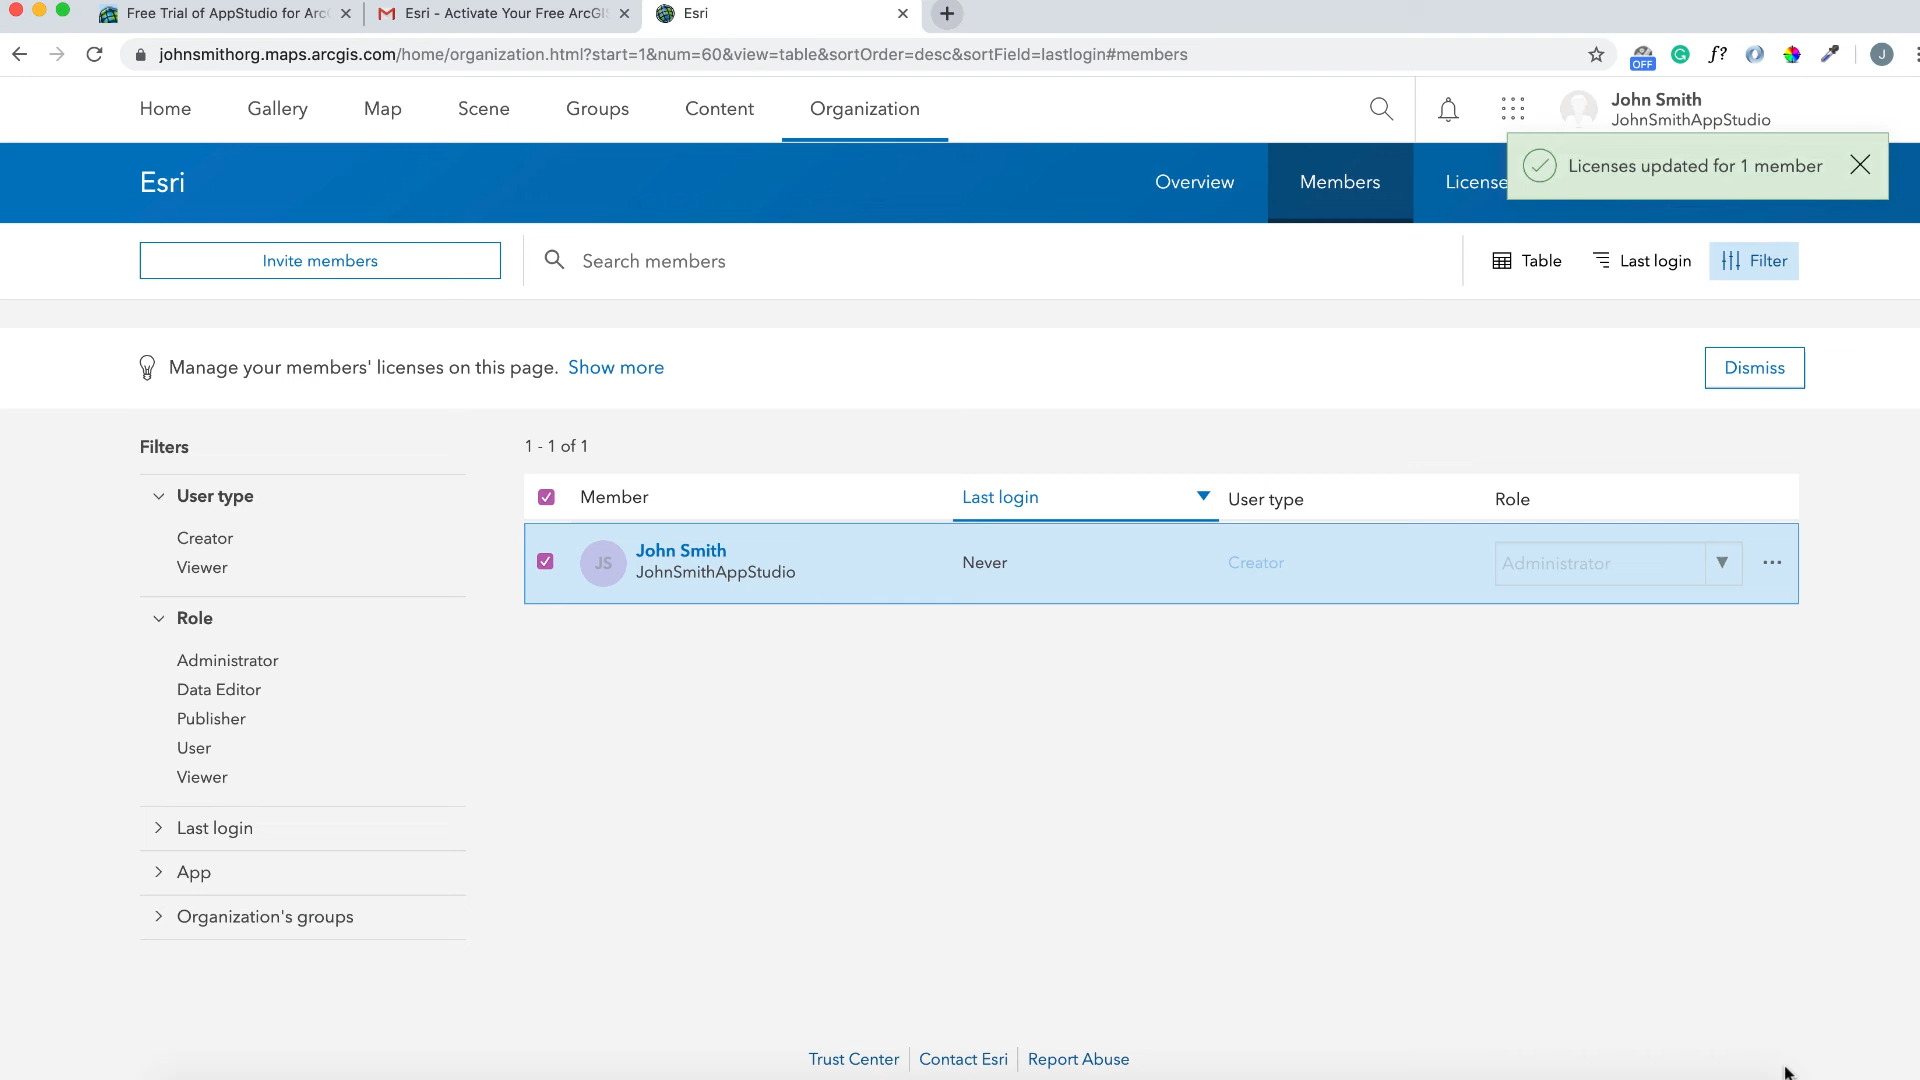 Free Trial of AppStudio for Arc
Esri - Activate Your Free ArcGIS
Esri
johnsmithorg.maps.arcgis.com/home/organization.html?start=1&num=60&view=table&sortOrder=desc&sortField=lastlogin#members
OFF
f?
J
Home
Gallery
Map
Scene
Groups
Content
Organization
John Smith
JohnSmithAppStudio
Esri
Overview
Members
License
Licenses updated for 1 member
Invite members
Search members
Table
Last login
Filter
Manage your members' licenses on this page. Show more
Dismiss
Filters
1 - 1 of 1
User type
Creator
Viewer
Role
Administrator
Data Editor
Publisher
User
Viewer
Last login
App
Organization's groups
Member
Last login
User type
Role
JS
John Smith
JohnSmithAppStudio
Never
Creator
Administrator
Trust Center
Contact Esri
Report Abuse